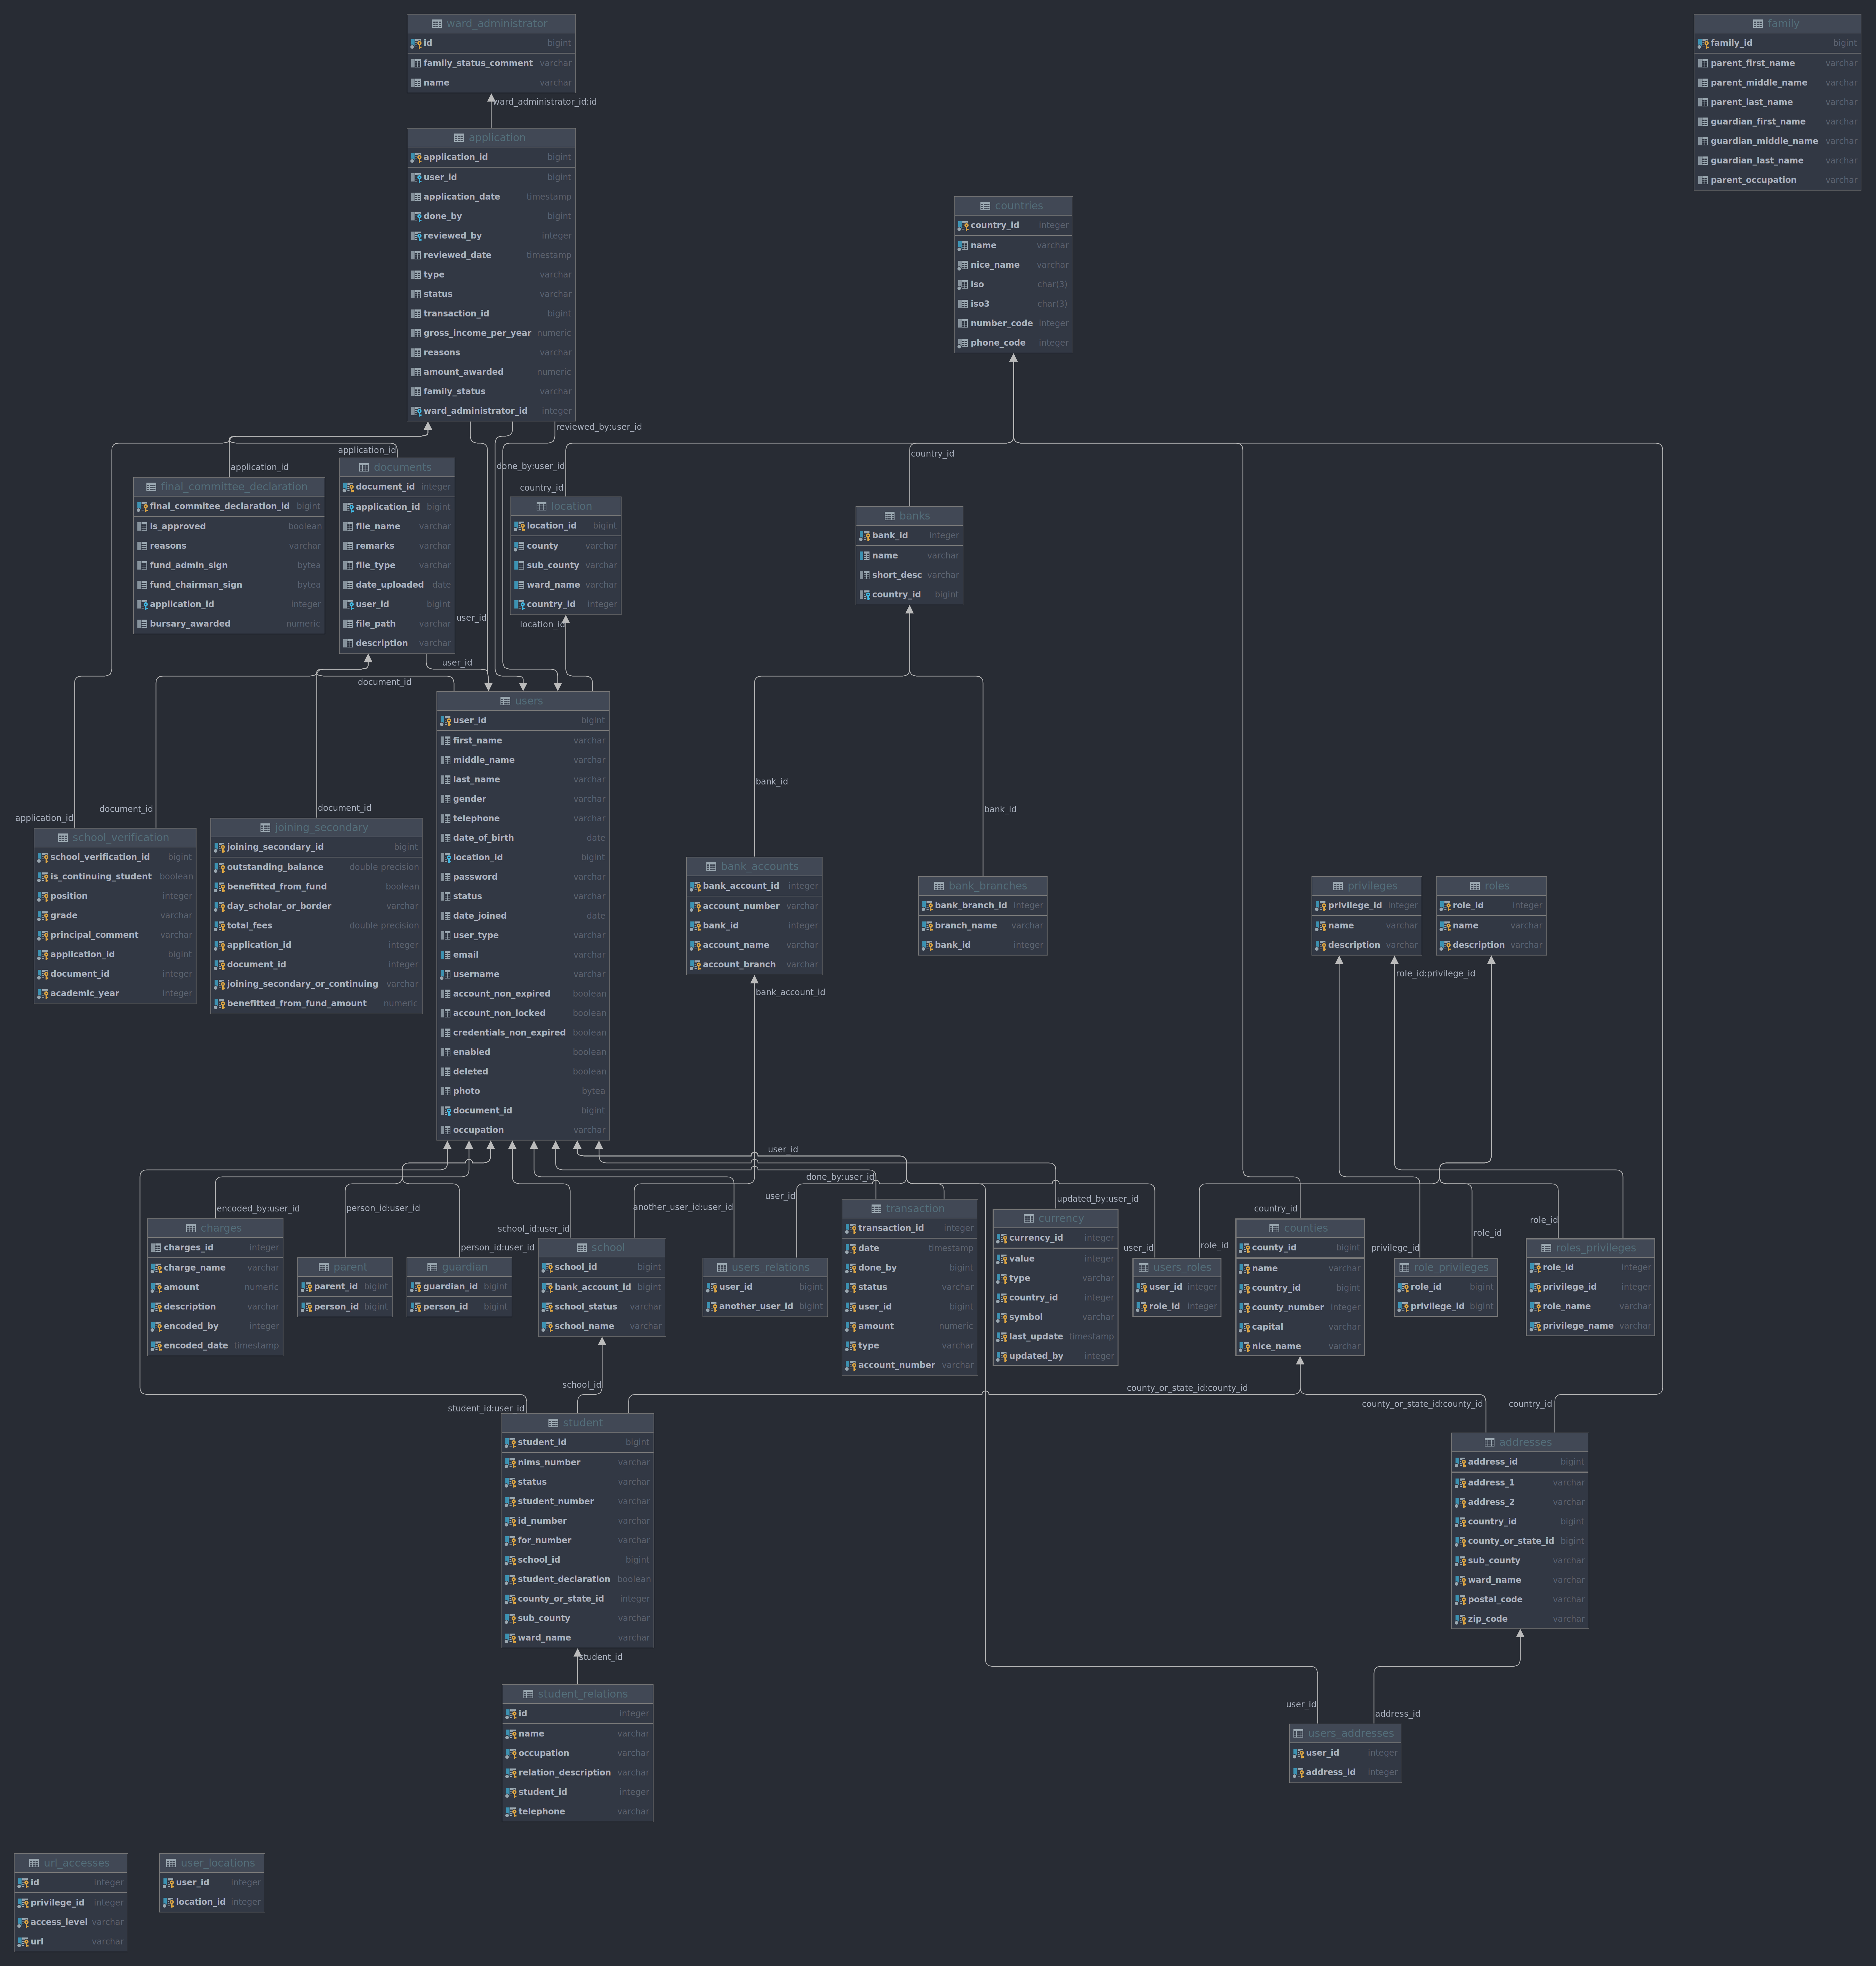 ward_administrator
id bigint
family_status_comment varchar
name varchar
ward_administrator_id:id
application
application_id bigint
user_id bigint
application_date timestamp
done_by bigint
reviewed_by integer
reviewed_date timestamp
type varchar
status varchar
transaction_id bigint
gross_income_per_year numeric
reasons varchar
amount_awarded numeric
family_status varchar
ward_administrator_id integer
family
family_id bigint
parent_first_name varchar
parent_middle_name varchar
parent_last_name varchar
guardian_first_name varchar
guardian_middle_name varchar
guardian_last_name varchar
parent_occupation varchar
countries
country_id integer
name varchar
nice_name varchar
iso char(3)
iso3 char(3)
number_code integer
phone_code integer
reviewed_by:user_id
application_id
application_id
done_by:user_id
country_id
country_id
final_committee_declaration
final_commitee_declaration_id bigint
is_approved boolean
reasons varchar
fund_admin_sign bytea
fund_chairman_sign bytea
application_id integer
bursary_awarded numeric
documents
document_id integer
application_id bigint
file_name varchar
remarks varchar
file_type varchar
date_uploaded date
user_id bigint
file_path varchar
description varchar
location
location_id bigint
county varchar
sub_county varchar
ward_name varchar
country_id integer
banks
bank_id integer
name varchar
short_desc varchar
country_id bigint
user_id
location_id
user_id
document_id
users
user_id bigint
first_name varchar
middle_name varchar
last_name varchar
gender varchar
telephone varchar
date_of_birth date
location_id bigint
password varchar
status varchar
date_joined date
user_type varchar
email varchar
username varchar
account_non_expired boolean
account_non_locked boolean
credentials_non_expired boolean
enabled boolean
deleted boolean
photo bytea
document_id bigint
occupation varchar
bank_id
bank_id
application_id
document_id
document_id
school_verification
school_verification_id bigint
is_continuing_student boolean
position integer
grade varchar
principal_comment varchar
application_id bigint
document_id integer
academic_year integer
joining_secondary
joining_secondary_id bigint
outstanding_balance double precision
benefitted_from_fund boolean
day_scholar_or_border varchar
total_fees double precision
application_id integer
document_id integer
joining_secondary_or_continuing varchar
benefitted_from_fund_amount numeric
bank_accounts
bank_account_id integer
account_number varchar
bank_id integer
account_name varchar
account_branch varchar
bank_branches
bank_branch_id integer
branch_name varchar
bank_id integer
privileges
privilege_id integer
name varchar
description varchar
roles
role_id integer
name varchar
description varchar
role_id:privilege_id
bank_account_id
user_id
done_by:user_id
user_id
updated_by:user_id
encoded_by:user_id
person_id:user_id
another_user_id:user_id
school_id:user_id
person_id:user_id
user_id
role_id
country_id
privilege_id
role_id
role_id
charges
charges_id integer
charge_name varchar
amount numeric
description varchar
encoded_by integer
encoded_date timestamp
parent
parent_id bigint
person_id bigint
guardian
guardian_id bigint
person_id bigint
school
school_id bigint
bank_account_id bigint
school_status varchar
school_name varchar
users_relations
user_id bigint
another_user_id bigint
transaction
transaction_id integer
date timestamp
done_by bigint
status varchar
user_id bigint
amount numeric
type varchar
account_number varchar
currency
currency_id integer
value integer
type varchar
country_id integer
symbol varchar
last_update timestamp
updated_by integer
users_roles
user_id integer
role_id integer
counties
county_id bigint
name varchar
country_id bigint
county_number integer
capital varchar
nice_name varchar
role_privileges
role_id bigint
privilege_id bigint
roles_privileges
role_id integer
privilege_id integer
role_name varchar
privilege_name varchar
school_id
student_id:user_id
county_or_state_id:county_id
county_or_state_id:county_id
country_id
student
student_id bigint
nims_number varchar
status varchar
student_number varchar
id_number varchar
for_number varchar
school_id bigint
student_declaration boolean
county_or_state_id integer
sub_county varchar
ward_name varchar
addresses
address_id bigint
address_1 varchar
address_2 varchar
country_id bigint
county_or_state_id bigint
sub_county varchar
ward_name varchar
postal_code varchar
zip_code varchar
student_id
student_relations
id integer
name varchar
occupation varchar
relation_description varchar
student_id integer
telephone varchar
user_id
address_id
users_addresses
user_id integer
address_id integer
url_accesses
id integer
privilege_id integer
access_level varchar
url varchar
user_locations
user_id integer
location_id integer